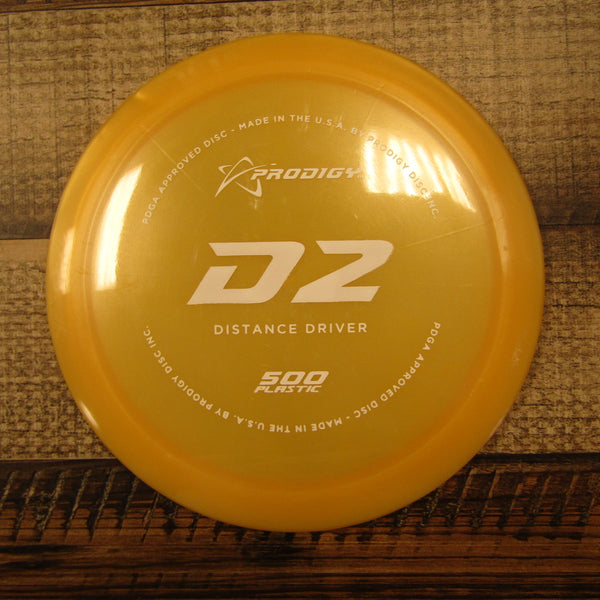 PDGA APPROVED DISC - MADE IN THE U.S.A. BY PRODIGY DISC INC.
PRODIGY
D2
DISTANCE DRIVER
500
PLASTIC
PDGA APPROVED DISC - MADE IN THE U.S.A. BY PRODIGY DISC INC.